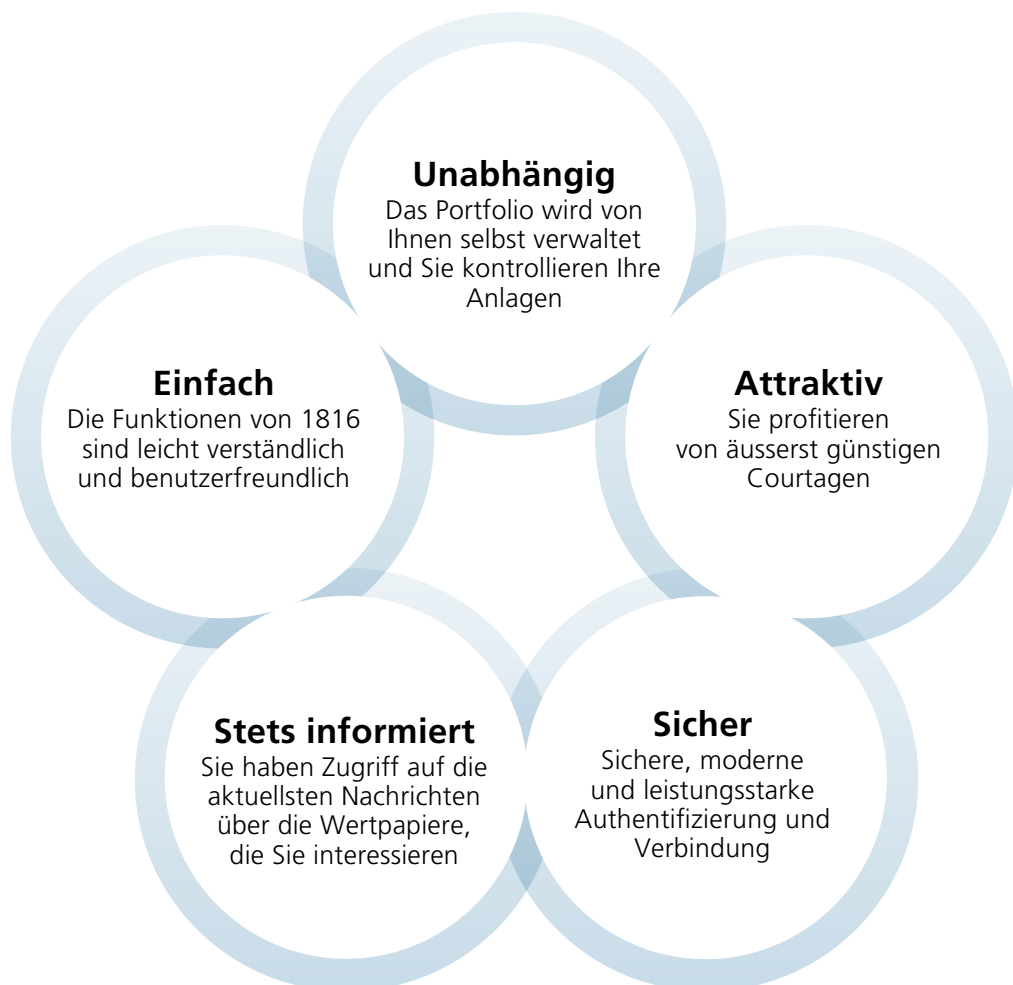 Unabhängig
Das Portfolio wird von
Ihnen selbst verwaltet
und Sie kontrollieren Ihre
Anlagen
Einfach
Die Funktionen von 1816
sind leicht verständlich
und benutzerfreundlich
Attraktiv
Sie profitieren
von äusserst günstigen
Courtagen
Stets informiert
Sie haben Zugriff auf die
aktuellsten Nachrichten
über die Wertpapiere,
die Sie interessieren
Sicher
Sichere, moderne
und leistungsstarke
Authentifizierung und
Verbindung